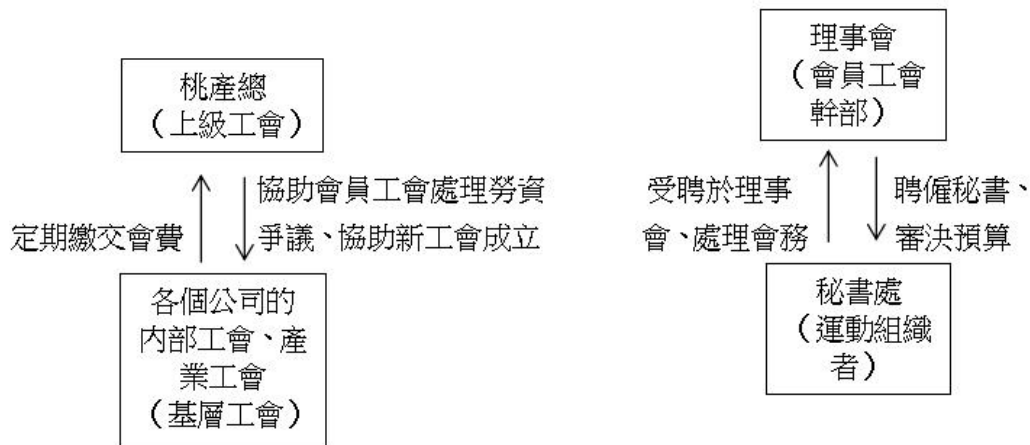 桃產總
（上級工會）
定期繳交會費
協助會員工會處理勞資
爭議、協助新工會成立
各個公司的
內部工會、產
業工會
（基層工會）
理事會
（會員工會
幹部）
受聘於理事
會、處理會務
聘僱秘書、
審決預算
秘書處
（運動組織
者）